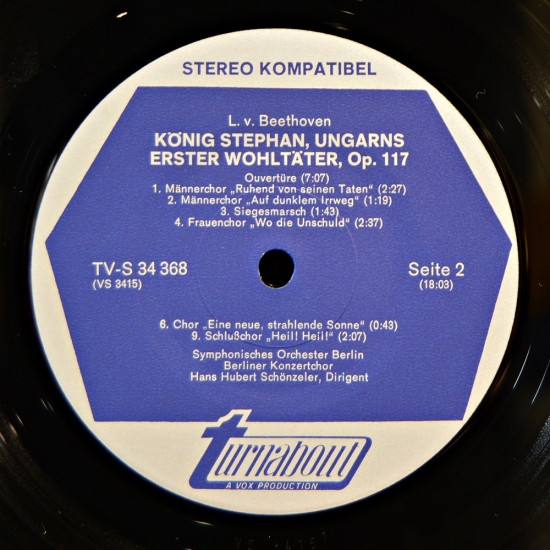 STEREO KOMPATIBEL
L. v. Beethoven
KÖNIG STEPHAN, UNGARNS
ERSTER WOHLTÄTER, Op. 117
Ouvertüre (7:07)
1. Männerchor „Ruhend von seinen Taten“ (2:27)
2. Männerchor „Auf dunklem Irrweg“ (1:19)
3. Siegesmarsch (1:43)
4. Frauenchor „Wo die Unschuld“ (2:37)
TV-S 34 368
(VS 3415)
Seite 2
(18:03)
6. Chor „Eine neue, strahlende Sonne“ (0:43)
9. Schlußchor „Heil! Heil!“ (2:07)
Symphonisches Orchester Berlin
Berliner Konzertchor
Hans Hubert Schönzeler, Dirigent
turnabout
A VOX PRODUCTION